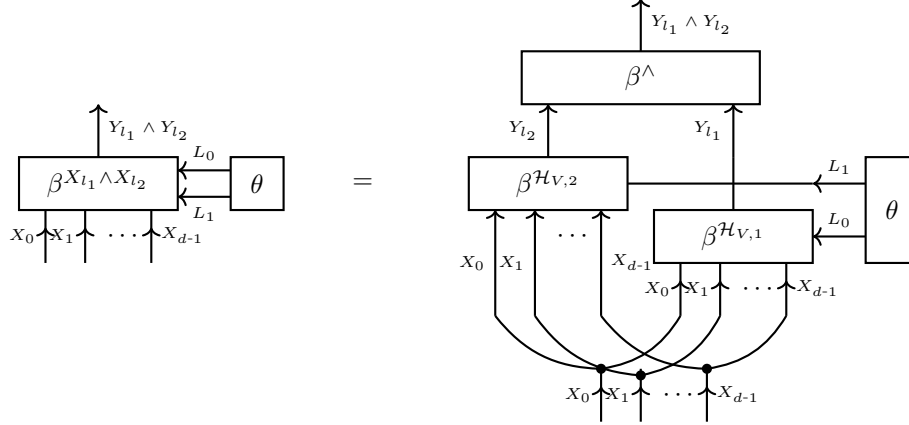 Y_{l_1} ∧ Y_{l_2}
Y_{l_1} ∧ Y_{l_2} β^∧
L_0 Y_{l_2} Y_{l_1} L_1
β^{X_{l_1} ∧ X_{l_2}} θ = β^{\mathcal{H}_{V,2}}
L_1 L_0 θ
X_0 X_1 ... X_{d-1} ... β^{\mathcal{H}_{V,1}}
X_0 X_1 X_{d-1}
X_0 X_1 ... X_{d-1}
X_0 X_1 ... X_{d-1}